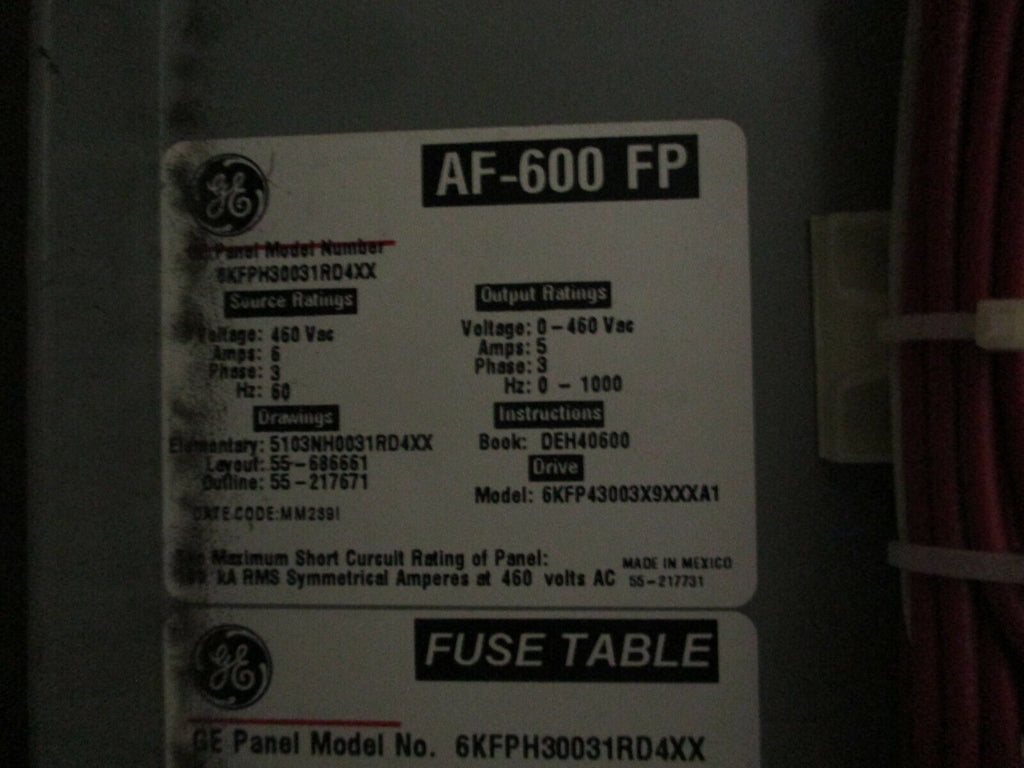 GE
AF-600 FP
Panel Model Number
6KFPH30031RD4XX
Source Ratings
Voltage: 460 Vac
Amps: 6
Phase: 3
Hz: 60
Output Ratings
Voltage: 0-460 Vac
Amps: 5
Phase: 3
Hz: 0 - 1000
Drawings
Elementary: 5103NH0031RD4XX
Layout: 55-686661
Outline: 55-217671
DATE CODE: MM2891
Instructions
Book: DEH40600
Drive
Model: 6KFP43003X9XXXA1
Maximum Short Curcuit Rating of Panel:
kA RMS Symmetrical Amperes at 460 volts AC
MADE IN MEXICO
55-217731
GE
FUSE TABLE
GE Panel Model No. 6KFPH30031RD4XX